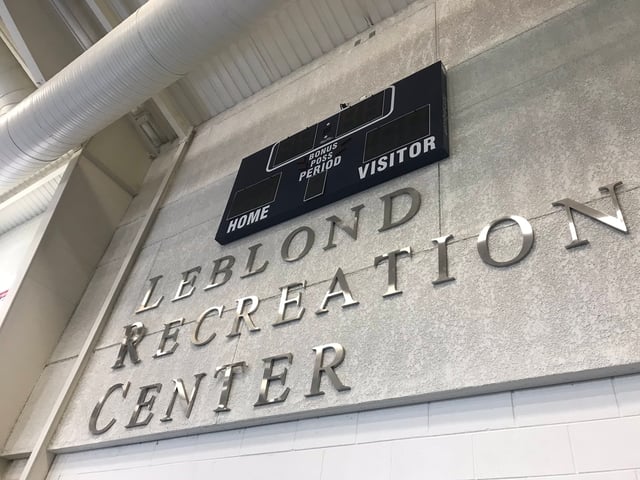 BONUS
POSS
PERIOD
HOME
VISITOR
LEBLOND
RECREATION
CENTER